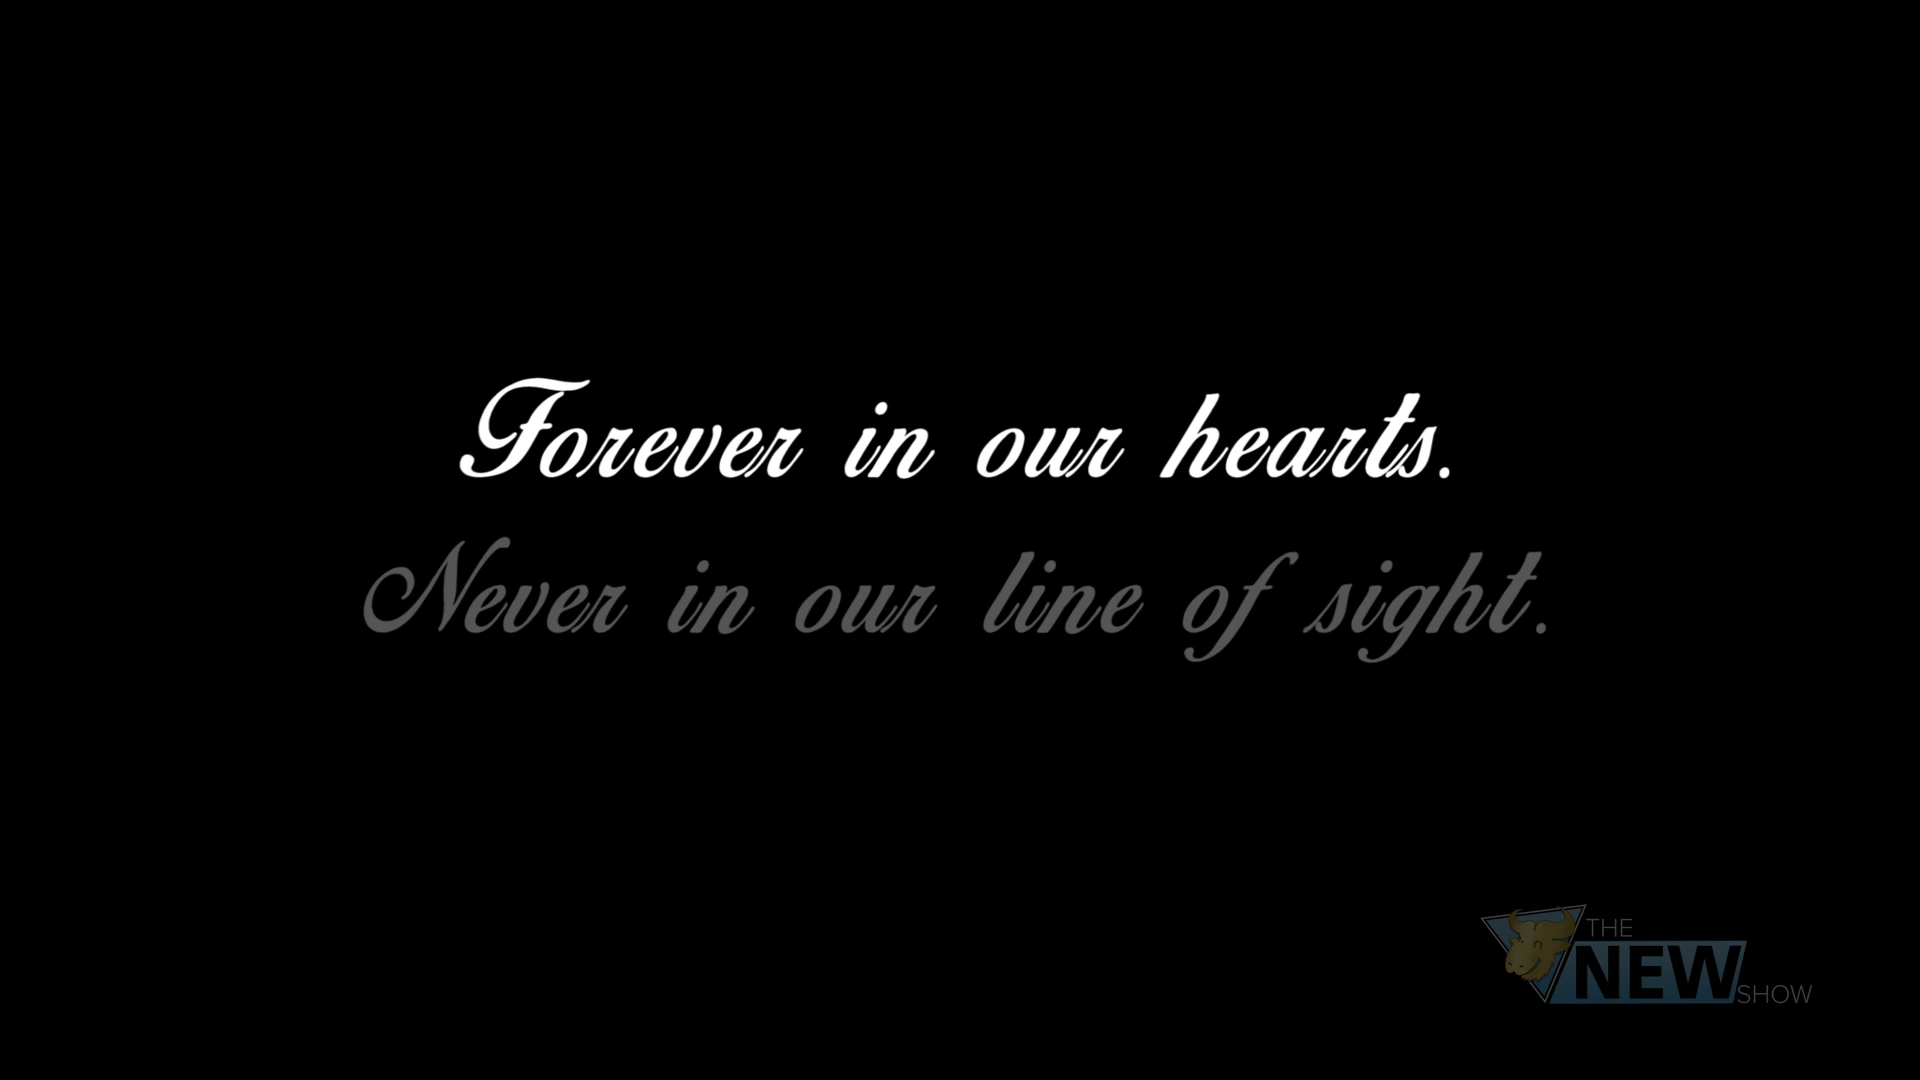 Forever in our hearts.
Never in our line of sight.
THE
NEW
SHOW